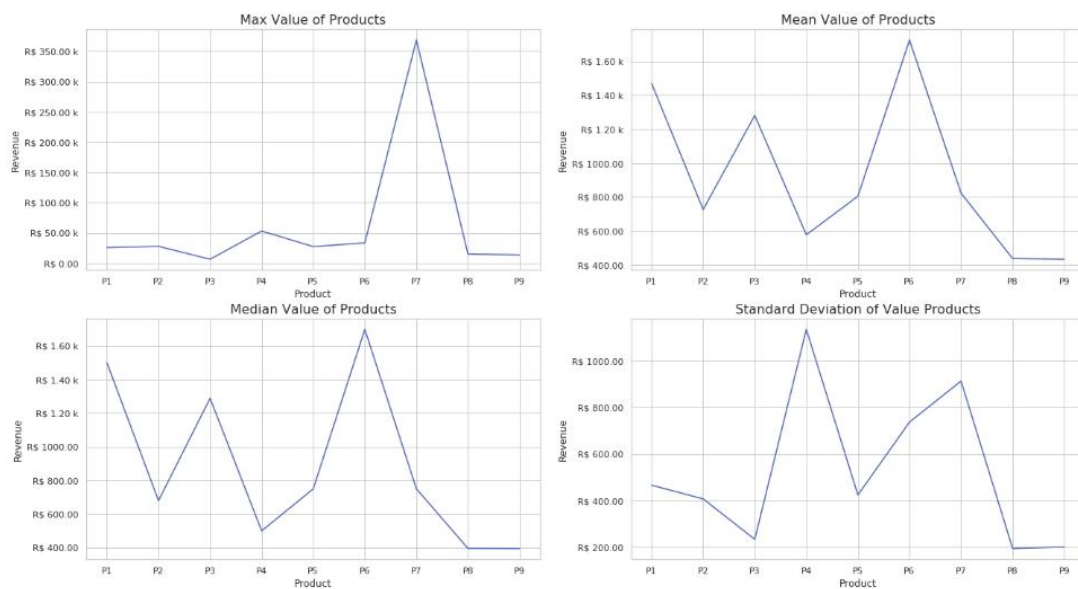 Max Value of Products
R$ 350.00 k
R$ 300.00 k
R$ 250.00 k
R$ 200.00 k
R$ 150.00 k
R$ 100.00 k
R$ 50.00 k
R$ 0.00
Revenue
P1 P2 P3 P4 P5 P6 P7 P8 P9
Product
Mean Value of Products
R$ 1.60 k
R$ 1.40 k
R$ 1.20 k
R$ 1000.00
R$ 800.00
R$ 600.00
R$ 400.00
Revenue
P1 P2 P3 P4 P5 P6 P7 P8 P9
Product
Median Value of Products
R$ 1.60 k
R$ 1.40 k
R$ 1.20 k
R$ 1000.00
R$ 800.00
R$ 600.00
R$ 400.00
Revenue
P1 P2 P3 P4 P5 P6 P7 P8 P9
Product
Standard Deviation of Value Products
R$ 1000.00
R$ 800.00
R$ 600.00
R$ 400.00
R$ 200.00
Revenue
P1 P2 P3 P4 P5 P6 P7 P8 P9
Product